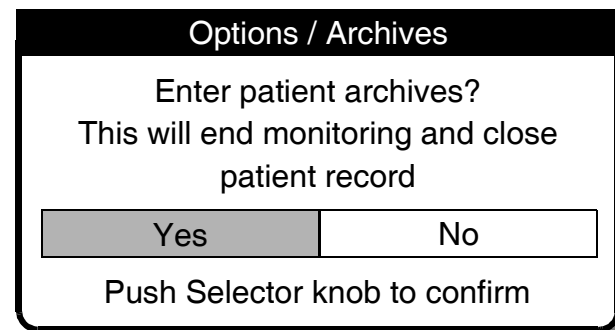 Options / Archives
Enter patient archives?
This will end monitoring and close
patient record
Yes No
Push Selector knob to confirm